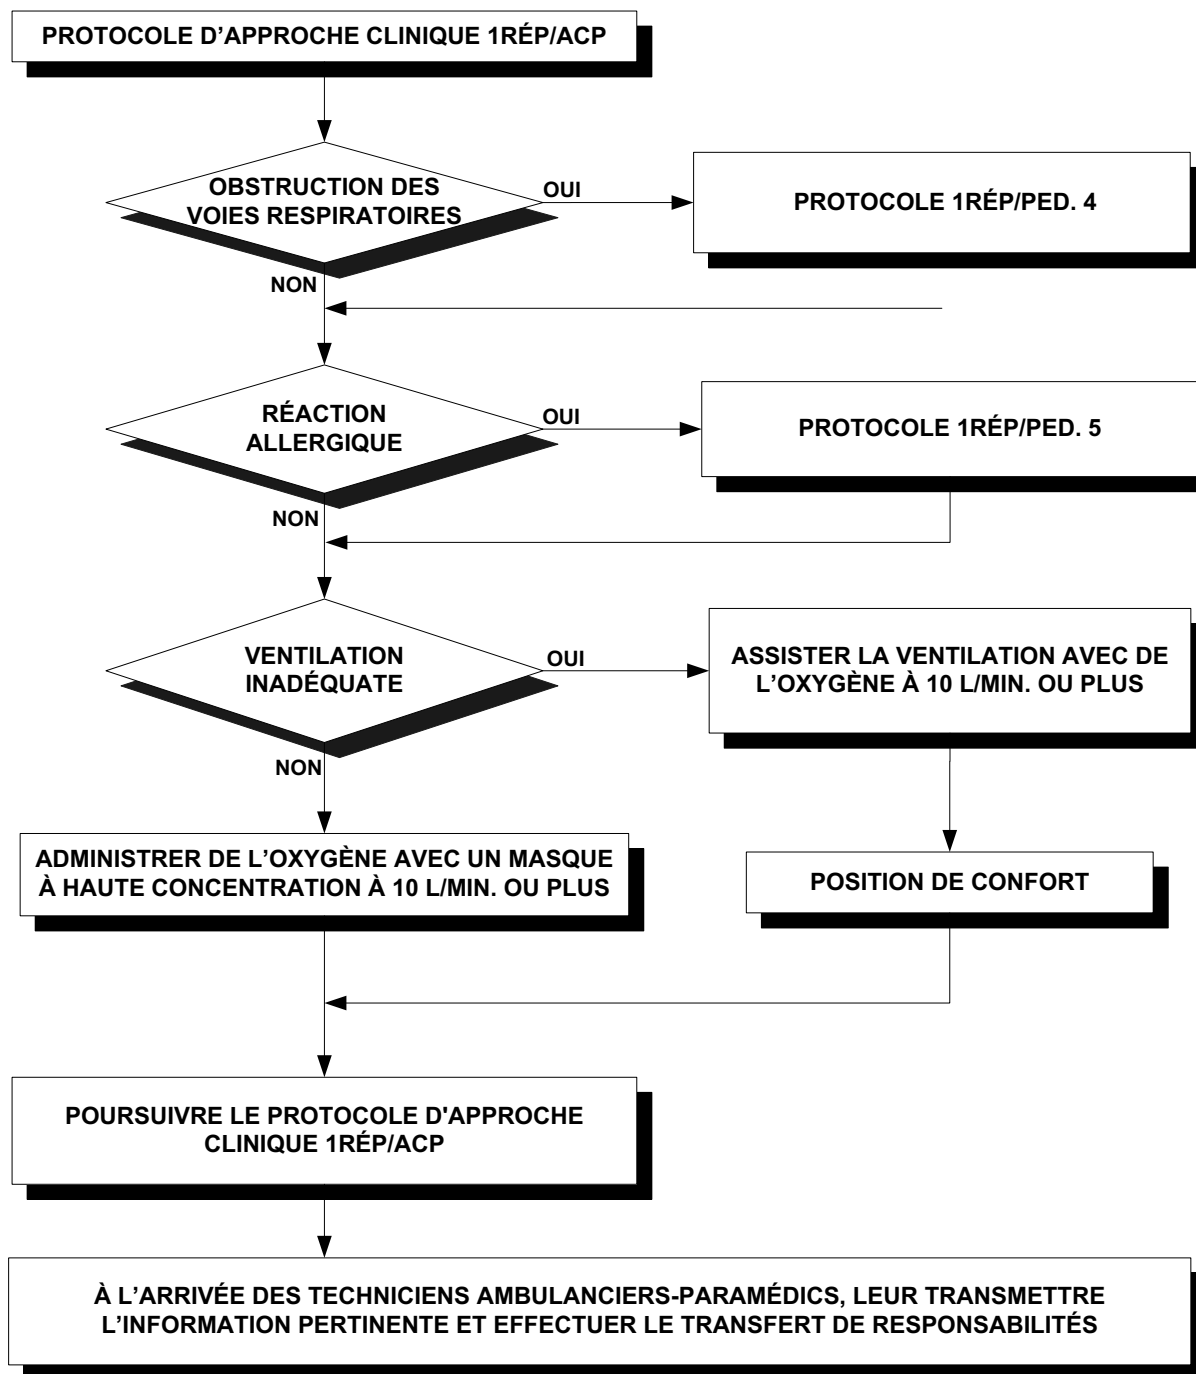 PROTOCOLE D’APPROCHE CLINIQUE 1RÉP/ACP
OBSTRUCTION DES
VOIES RESPIRATOIRES
OUI
PROTOCOLE 1RÉP/PED. 4
NON
RÉACTION
ALLERGIQUE
OUI
PROTOCOLE 1RÉP/PED. 5
NON
VENTILATION
INADÉQUATE
OUI
ASSISTER LA VENTILATION AVEC DE
L’OXYGÈNE À 10 L/MIN. OU PLUS
NON
ADMINISTRER DE L’OXYGÈNE AVEC UN MASQUE
À HAUTE CONCENTRATION À 10 L/MIN. OU PLUS
POSITION DE CONFORT
POURSUIVRE LE PROTOCOLE D'APPROCHE
CLINIQUE 1RÉP/ACP
À L’ARRIVÉE DES TECHNICIENS AMBULANCIERS-PARAMÉDICS, LEUR TRANSMETTRE
L’INFORMATION PERTINENTE ET EFFECTUER LE TRANSFERT DE RESPONSABILITÉS